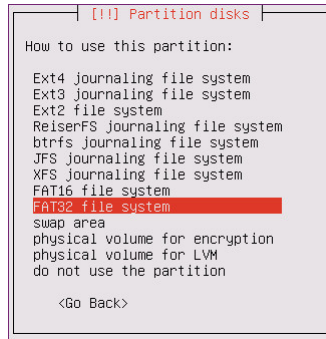 [!!] Partition disks
How to use this partition:
Ext4 journaling file system
Ext3 journaling file system
Ext2 file system
ReiserFS journaling file system
btrfs journaling file system
JFS journaling file system
XFS journaling file system
FAT16 file system
FAT32 file system
swap area
physical volume for encryption
physical volume for LVM
do not use the partition
<Go Back>